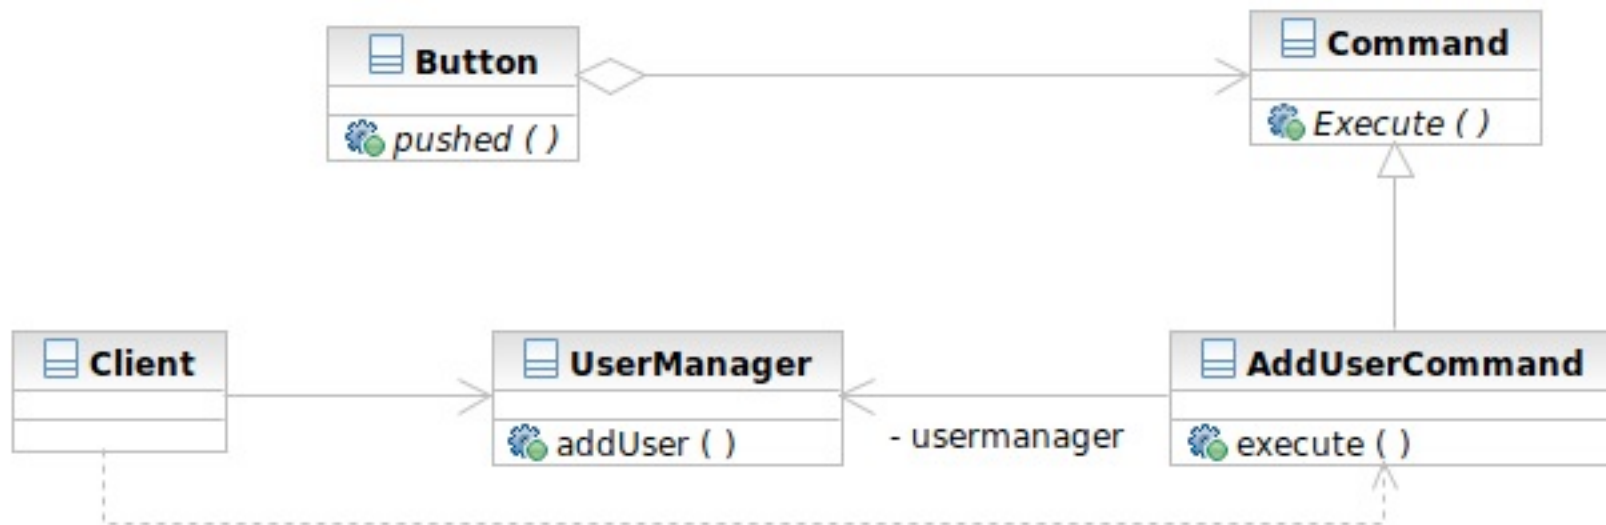 Button
pushed ( )
Command
Execute ( )
Client
UserManager
addUser ( )
- usermanager
AddUserCommand
execute ( )